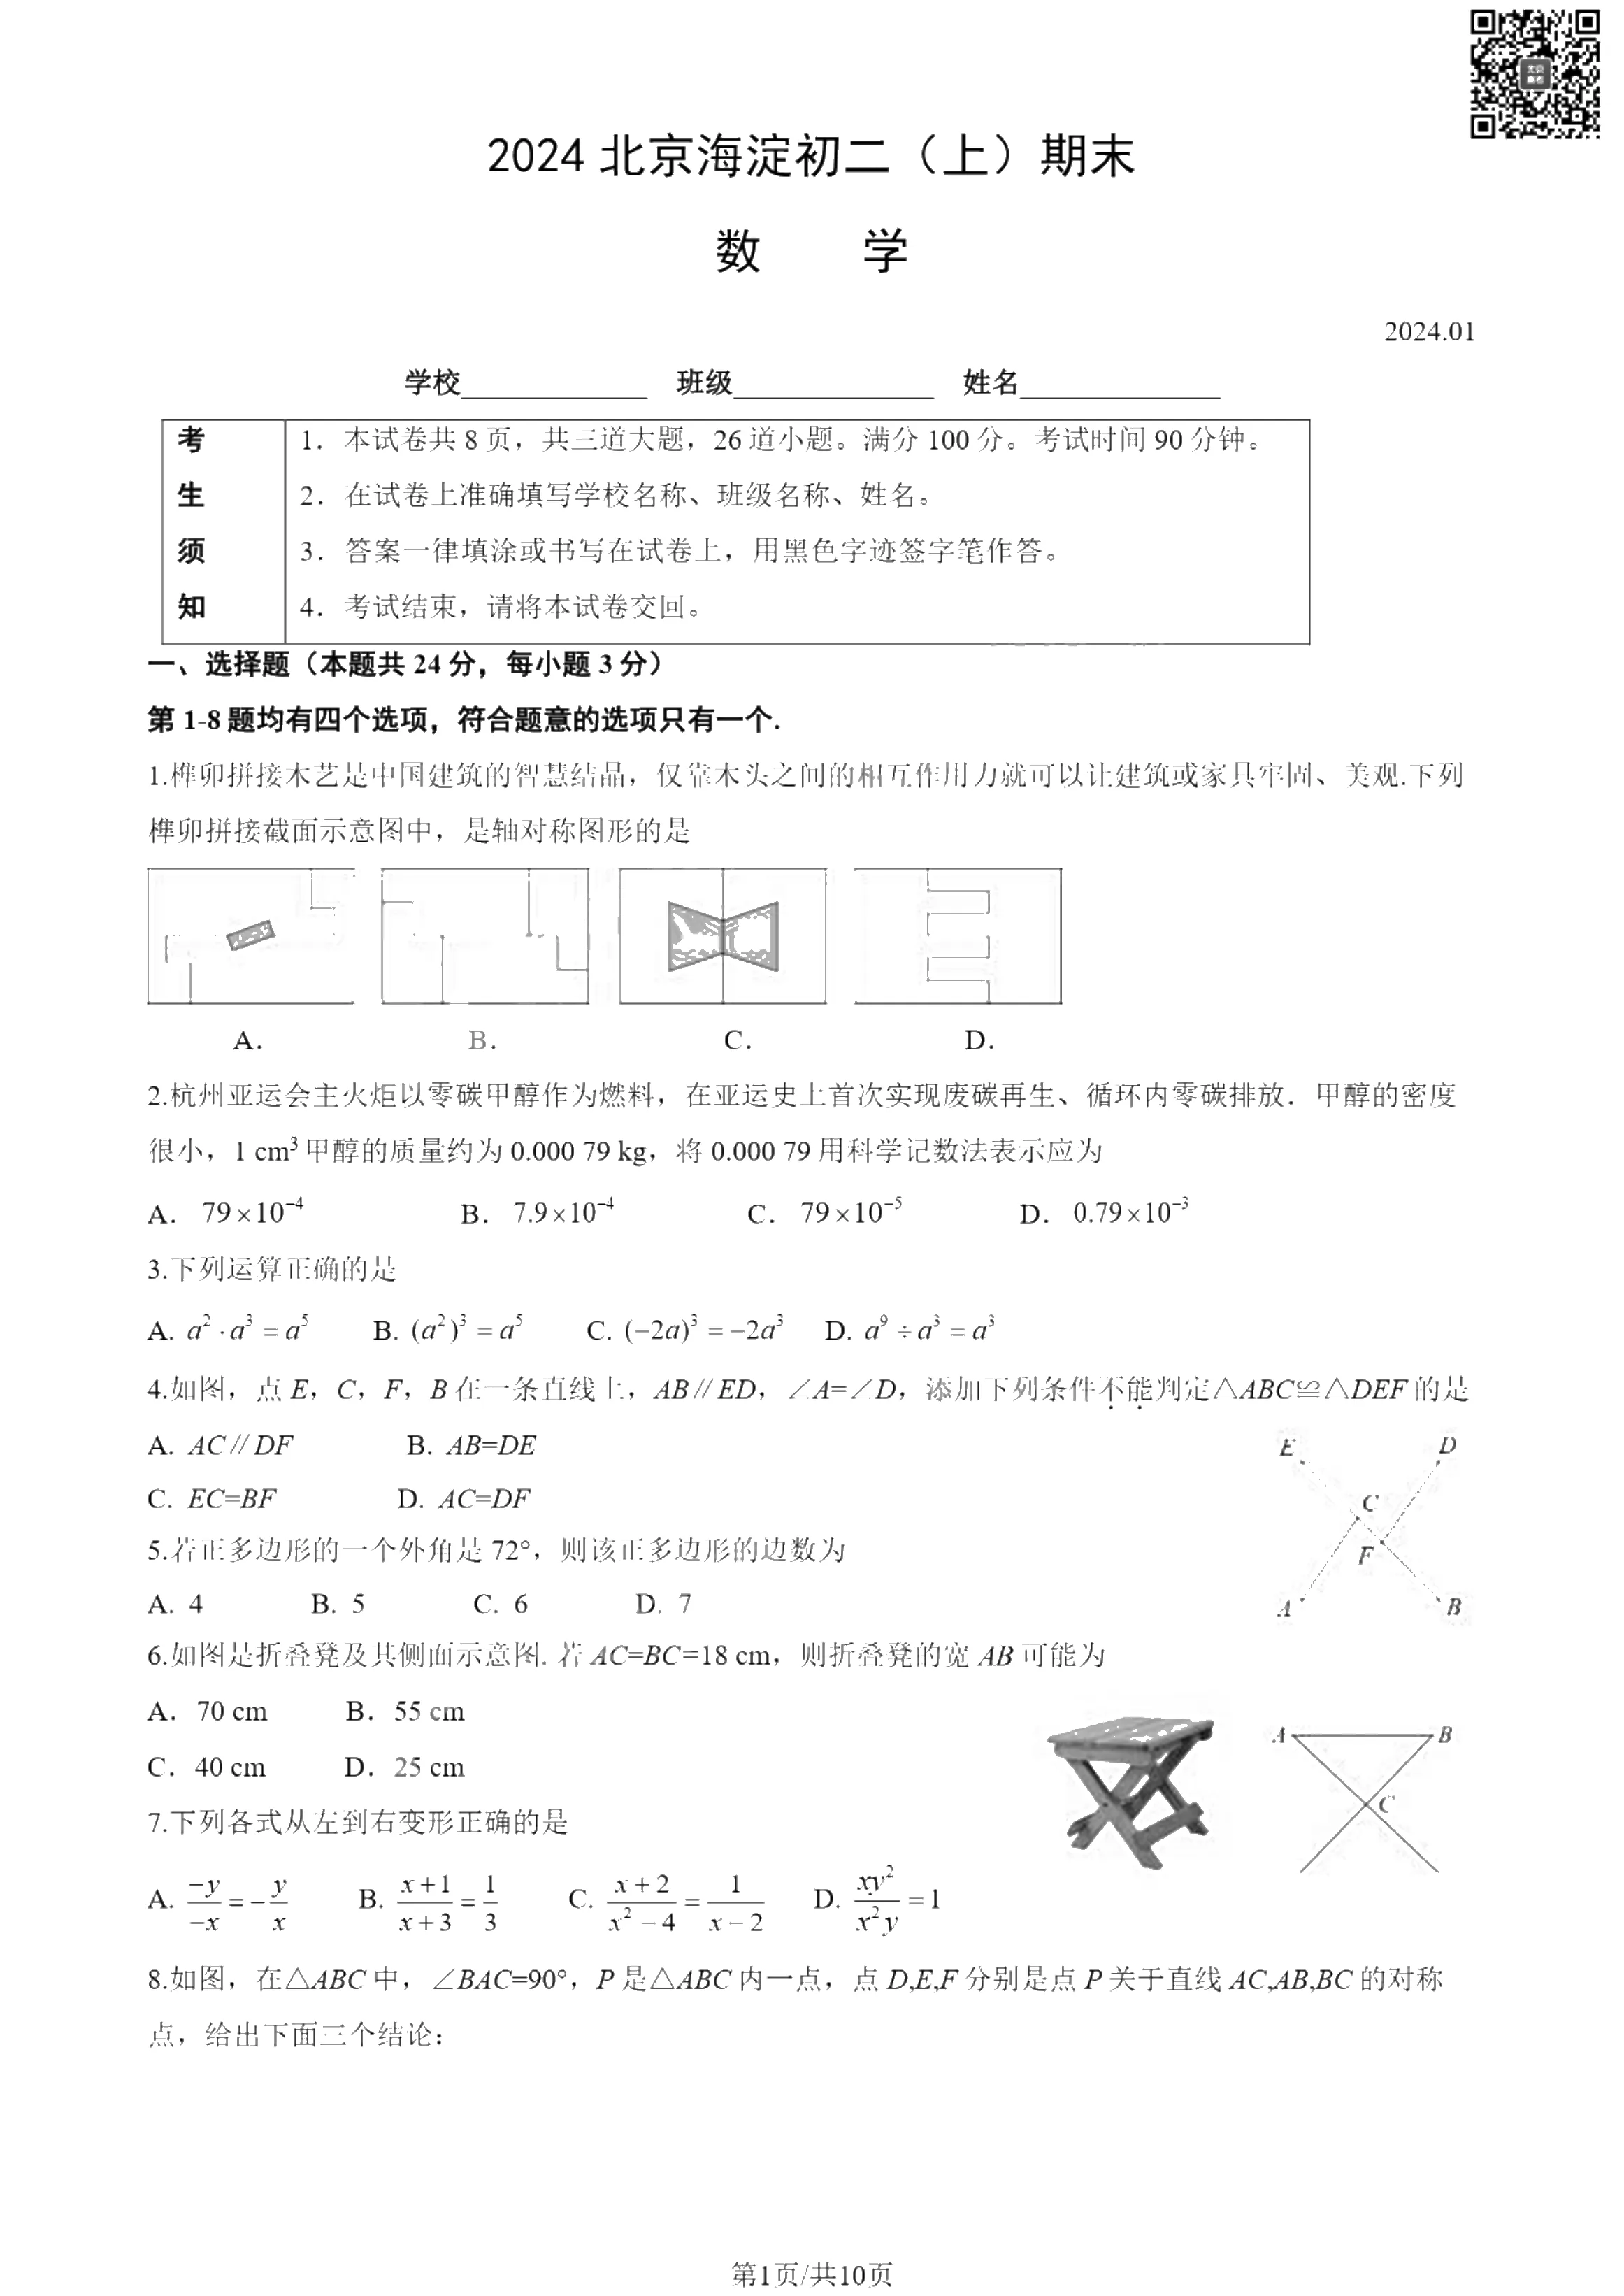 2024 北京海淀初二（上）期末
数 学
2024.01
学校 班级 姓名
考 1．本试卷共 8 页，共三道大题，26 道小题。满分 100 分。考试时间 90 分钟。
生 2．在试卷上准确填写学校名称、班级名称、姓名。
须 3．答案一律填涂或书写在试卷上，用黑色字迹签字笔作答。
知 4．考试结束，请将本试卷交回。
一、选择题（本题共 24 分，每小题 3 分）
第 1-8 题均有四个选项，符合题意的选项只有一个.
1.榫卯拼接木艺是中国建筑的智慧结晶，仅靠木头之间的相互作用力就可以让建筑或家具牢固、美观.下列
榫卯拼接截面示意图中，是轴对称图形的是
A． B． C． D．
2.杭州亚运会主火炬以零碳甲醇作为燃料，在亚运史上首次实现废碳再生、循环内零碳排放．甲醇的密度
很小，1 cm³ 甲醇的质量约为 0.000 79 kg，将 0.000 79 用科学记数法表示应为
A． 79×10⁻⁴ B． 7.9×10⁻⁴ C． 79×10⁻⁵ D． 0.79×10⁻³
3.下列运算正确的是
A. a²·a³=a⁵ B. (a²)³=a⁵ C. (−2a)³=−2a³ D. a⁹÷a³=a³
4.如图，点 E，C，F，B 在一条直线上，AB∥ED，∠A=∠D，添加下列条件不能判定△ABC≌△DEF 的是
A. AC∥DF B. AB=DE
C. EC=BF D. AC=DF
E D
C
F
A B
5.若正多边形的一个外角是 72°，则该正多边形的边数为
A. 4 B. 5 C. 6 D. 7
6.如图是折叠凳及其侧面示意图. 若 AC=BC=18 cm，则折叠凳的宽 AB 可能为
A．70 cm B．55 cm
C．40 cm D．25 cm
A B
C
7.下列各式从左到右变形正确的是
A. −y/−x=−y/x B. (x+1)/(x+3)=1/3 C. (x+2)/(x²−4)=1/(x−2) D. xy²/x²y=1
8.如图，在△ABC 中，∠BAC=90°，P 是△ABC 内一点，点 D,E,F 分别是点 P 关于直线 AC,AB,BC 的对称
点，给出下面三个结论：
第1页/共10页